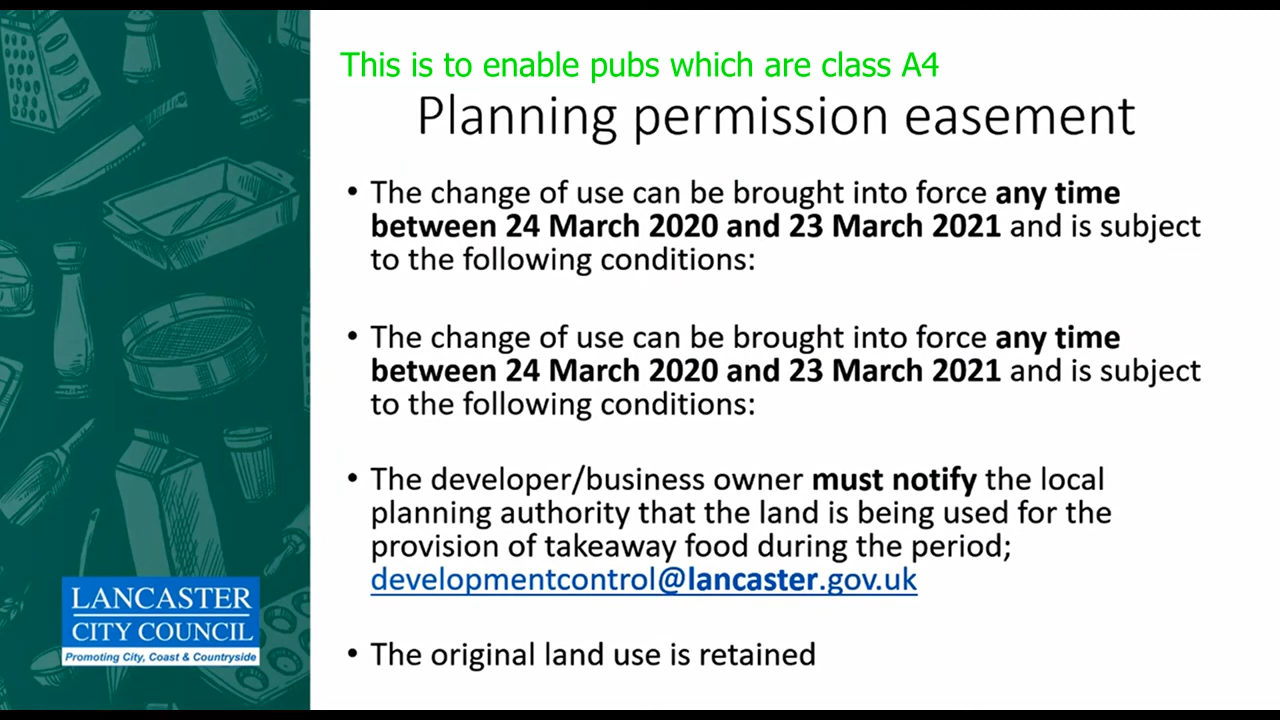 This is to enable pubs which are class A4
Planning permission easement
• The change of use can be brought into force any time
between 24 March 2020 and 23 March 2021 and is subject
to the following conditions:
• The change of use can be brought into force any time
between 24 March 2020 and 23 March 2021 and is subject
to the following conditions:
• The developer/business owner must notify the local
planning authority that the land is being used for the
provision of takeaway food during the period;
developmentcontrol@lancaster.gov.uk
• The original land use is retained
LANCASTER
CITY COUNCIL
Promoting City, Coast & Countryside